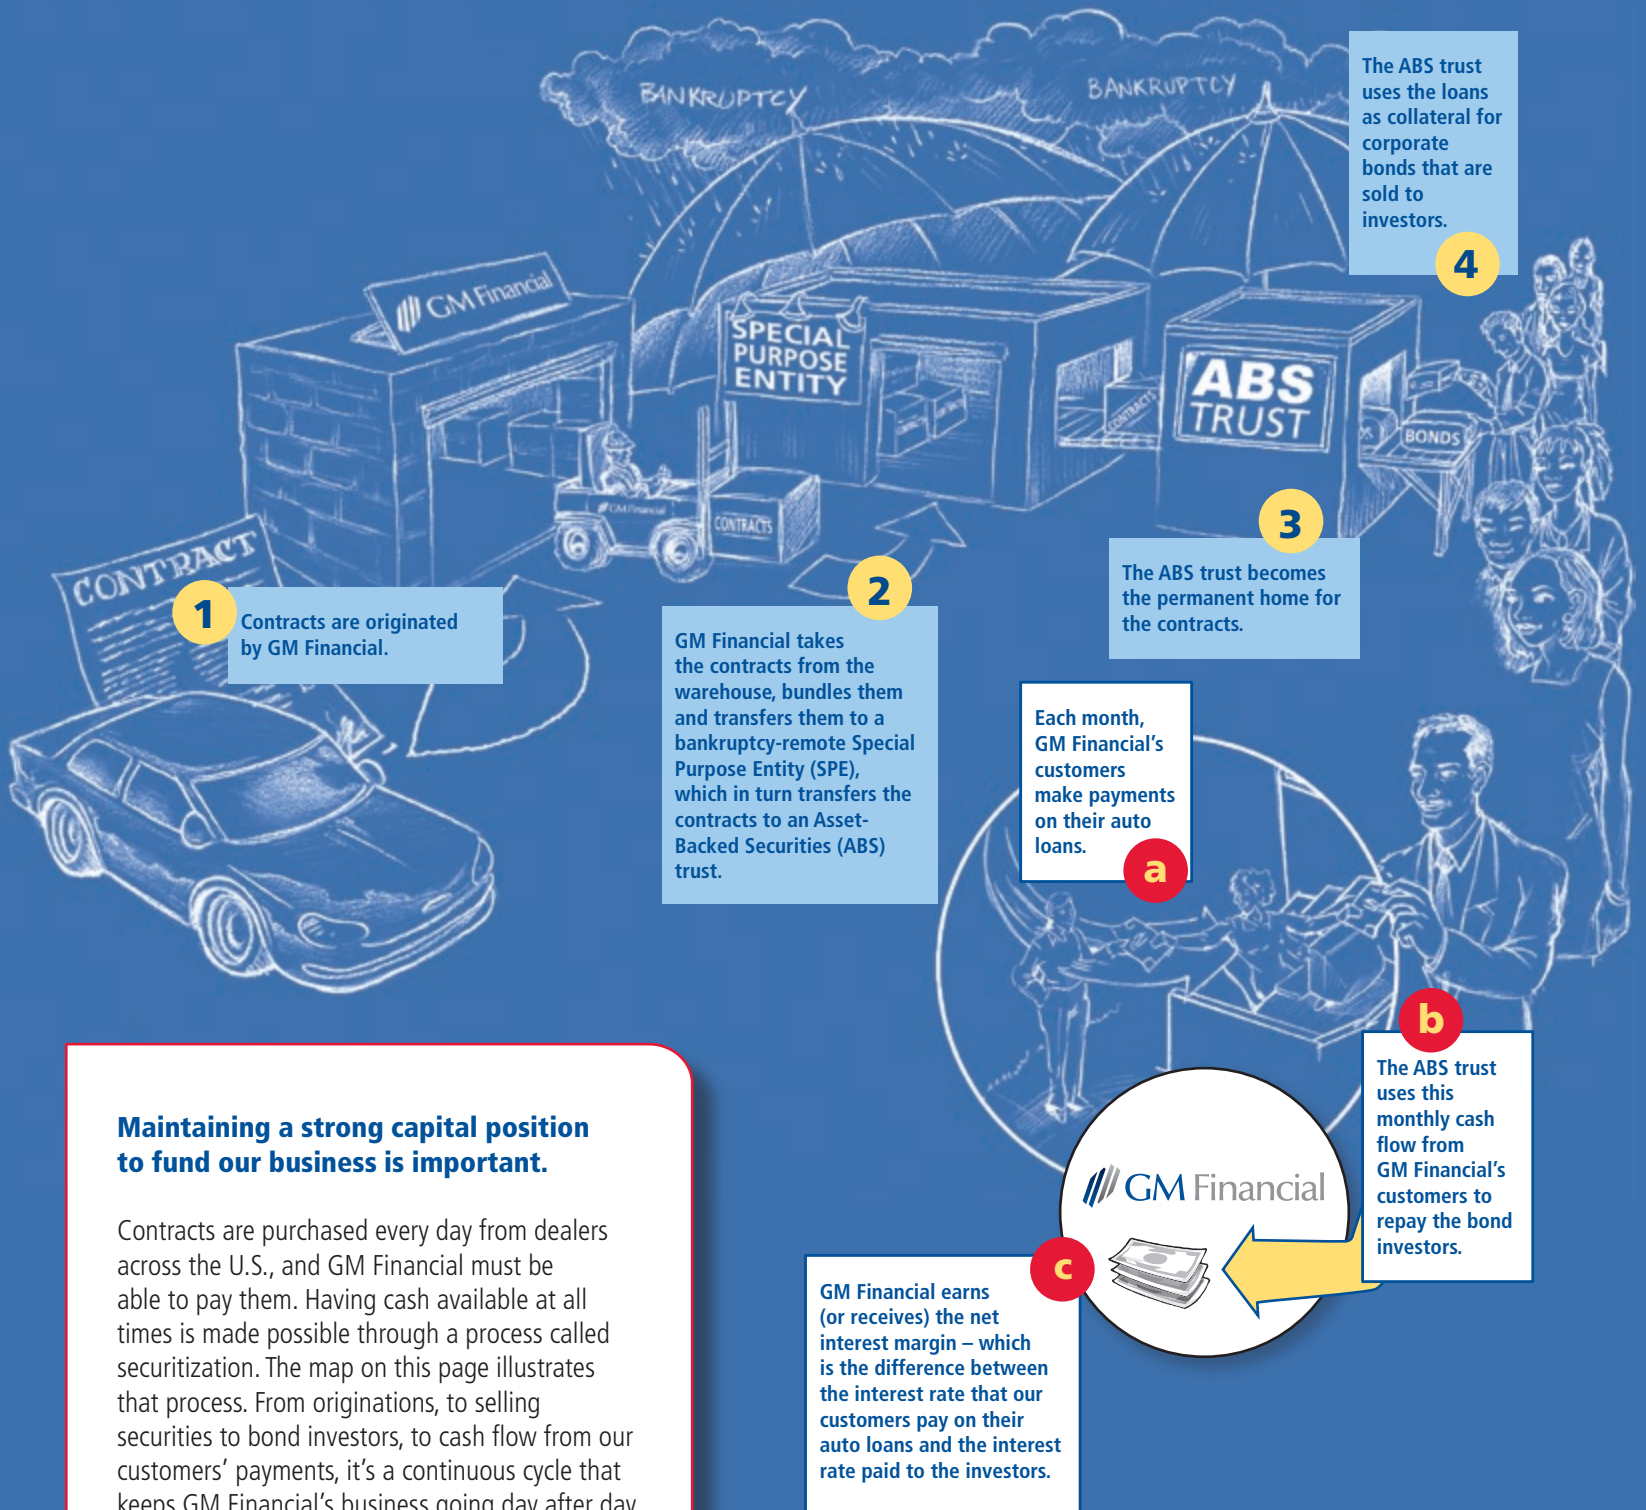 BANKRUPTCY
BANKRUPTCY
The ABS trust
uses the loans
as collateral for
corporate
bonds that are
sold to
investors.
4
GM Financial
SPECIAL
PURPOSE
ENTITY
ABS
TRUST
CONTRACTS
BONDS
GM Financial
CONTRACTS
CONTRACT
1
Contracts are originated
by GM Financial.
2
GM Financial takes
the contracts from the
warehouse, bundles them
and transfers them to a
bankruptcy-remote Special
Purpose Entity (SPE),
which in turn transfers the
contracts to an Asset-
Backed Securities (ABS)
trust.
3
The ABS trust becomes
the permanent home for
the contracts.
Each month,
GM Financial's
customers
make payments
on their auto
loans.
a
b
The ABS trust
uses this
monthly cash
flow from
GM Financial's
customers to
repay the bond
investors.
GM Financial
c
GM Financial earns
(or receives) the net
interest margin – which
is the difference between
the interest rate that our
customers pay on their
auto loans and the interest
rate paid to the investors.
Maintaining a strong capital position
to fund our business is important.
Contracts are purchased every day from dealers
across the U.S., and GM Financial must be
able to pay them. Having cash available at all
times is made possible through a process called
securitization. The map on this page illustrates
that process. From originations, to selling
securities to bond investors, to cash flow from our
customers' payments, it's a continuous cycle that
keeps GM Financial's business going day after day